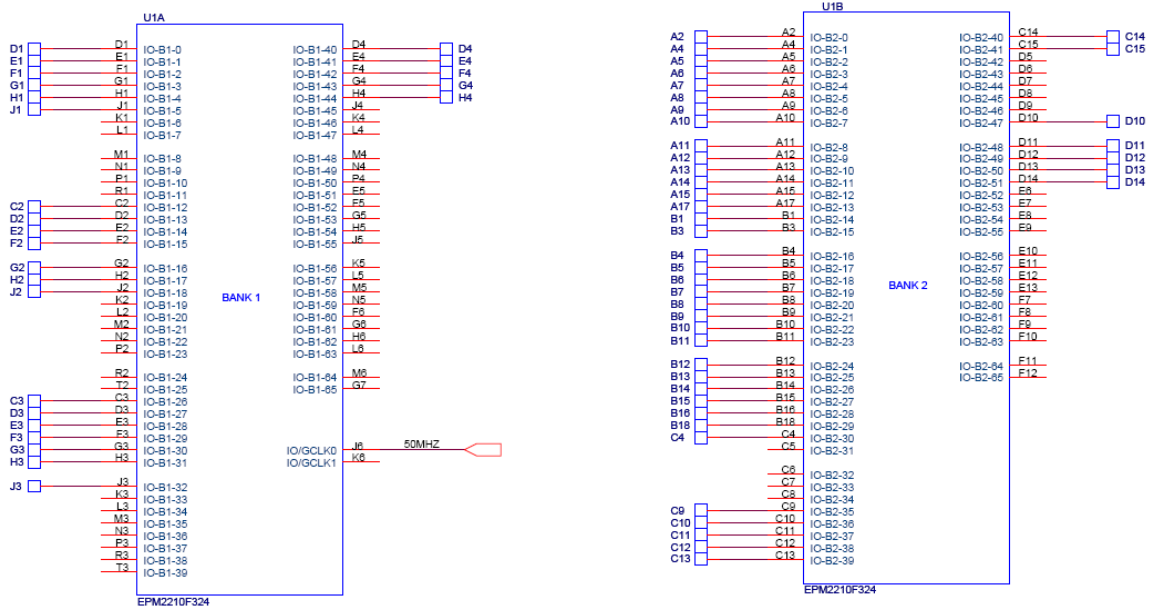 U1A
D1 D1 IO-B1-0 IO-B1-40 D4 D4
E1 E1 IO-B1-1 IO-B1-41 E4 E4
F1 F1 IO-B1-2 IO-B1-42 F4 F4
G1 G1 IO-B1-3 IO-B1-43 G4 G4
H1 H1 IO-B1-4 IO-B1-44 H4 H4
J1 J1 IO-B1-5 IO-B1-45 J4
K1 IO-B1-6 IO-B1-46 K4
L1 IO-B1-7 IO-B1-47 L4
M1 IO-B1-8 IO-B1-48 M4
N1 IO-B1-9 IO-B1-49 N4
P1 IO-B1-10 IO-B1-50 P4
R1 IO-B1-11 IO-B1-51 E5
C2 C2 IO-B1-12 IO-B1-52 F5
D2 D2 IO-B1-13 IO-B1-53 G5
E2 E2 IO-B1-14 IO-B1-54 H5
F2 F2 IO-B1-15 IO-B1-55 J5
G2 G2 IO-B1-16 IO-B1-56 K5
H2 H2 IO-B1-17 IO-B1-57 L5
J2 J2 IO-B1-18 IO-B1-58 M5
K2 IO-B1-19 IO-B1-59 N5
BANK 1
L2 IO-B1-20 IO-B1-60 F6
M2 IO-B1-21 IO-B1-61 G6
N2 IO-B1-22 IO-B1-62 H6
P2 IO-B1-23 IO-B1-63 L6
R2 IO-B1-24 IO-B1-64 M6
T2 IO-B1-25 IO-B1-65 G7
C3 C3 IO-B1-26
D3 D3 IO-B1-27
E3 E3 IO-B1-28
F3 F3 IO-B1-29
G3 G3 IO-B1-30 IO/GCLK0 J6 50MHZ
H3 H3 IO-B1-31 IO/GCLK1 K6
J3 J3 IO-B1-32
K3 IO-B1-33
L3 IO-B1-34
M3 IO-B1-35
N3 IO-B1-36
P3 IO-B1-37
R3 IO-B1-38
T3 IO-B1-39
EPM2210F324
U1B
A2 A2 IO-B2-0 IO-B2-40 C14 C14
A4 A4 IO-B2-1 IO-B2-41 C15 C15
A5 A5 IO-B2-2 IO-B2-42 D5
A6 A6 IO-B2-3 IO-B2-43 D6
A7 A7 IO-B2-4 IO-B2-44 D7
A8 A8 IO-B2-5 IO-B2-45 D8
A9 A9 IO-B2-6 IO-B2-46 D9
A10 A10 IO-B2-7 IO-B2-47 D10 D10
A11 A11 IO-B2-8 IO-B2-48 D11 D11
A12 A12 IO-B2-9 IO-B2-49 D12 D12
A13 A13 IO-B2-10 IO-B2-50 D13 D13
A14 A14 IO-B2-11 IO-B2-51 D14 D14
A15 A15 IO-B2-12 IO-B2-52 E6
A17 A17 IO-B2-13 IO-B2-53 E7
B1 B1 IO-B2-14 IO-B2-54 E8
B3 B3 IO-B2-15 IO-B2-55 E9
B4 B4 IO-B2-16 IO-B2-56 E10
B5 B5 IO-B2-17 IO-B2-57 E11
B6 B6 IO-B2-18 IO-B2-58 E12
BANK 2
B7 B7 IO-B2-19 IO-B2-59 E13
B8 B8 IO-B2-20 IO-B2-60 F7
B9 B9 IO-B2-21 IO-B2-61 F8
B10 B10 IO-B2-22 IO-B2-62 F9
B11 B11 IO-B2-23 IO-B2-63 F10
B12 B12 IO-B2-24 IO-B2-64 F11
B13 B13 IO-B2-25 IO-B2-65 F12
B14 B14 IO-B2-26
B15 B15 IO-B2-27
B16 B16 IO-B2-28
B18 B18 IO-B2-29
C4 C4 IO-B2-30
C5 IO-B2-31
C6 IO-B2-32
C7 IO-B2-33
C8 IO-B2-34
C9 C9 IO-B2-35
C10 C10 IO-B2-36
C11 C11 IO-B2-37
C12 C12 IO-B2-38
C13 C13 IO-B2-39
EPM2210F324